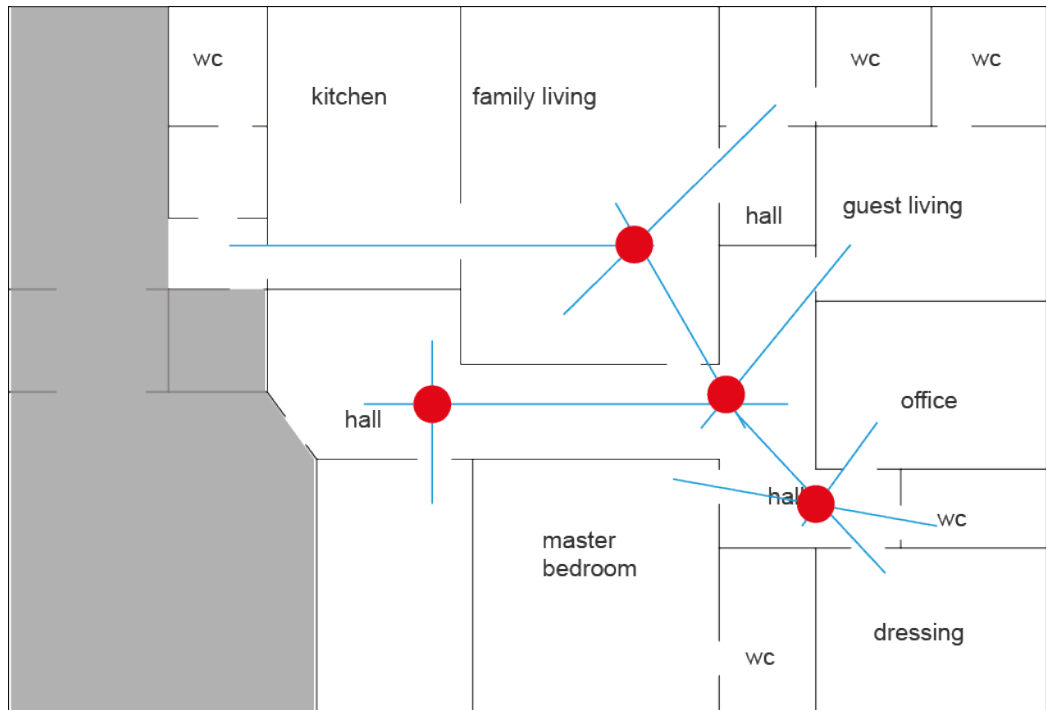 wc
wc
wc
kitchen
family living
hall
guest living
hall
office
hall
wc
master
bedroom
dressing
wc